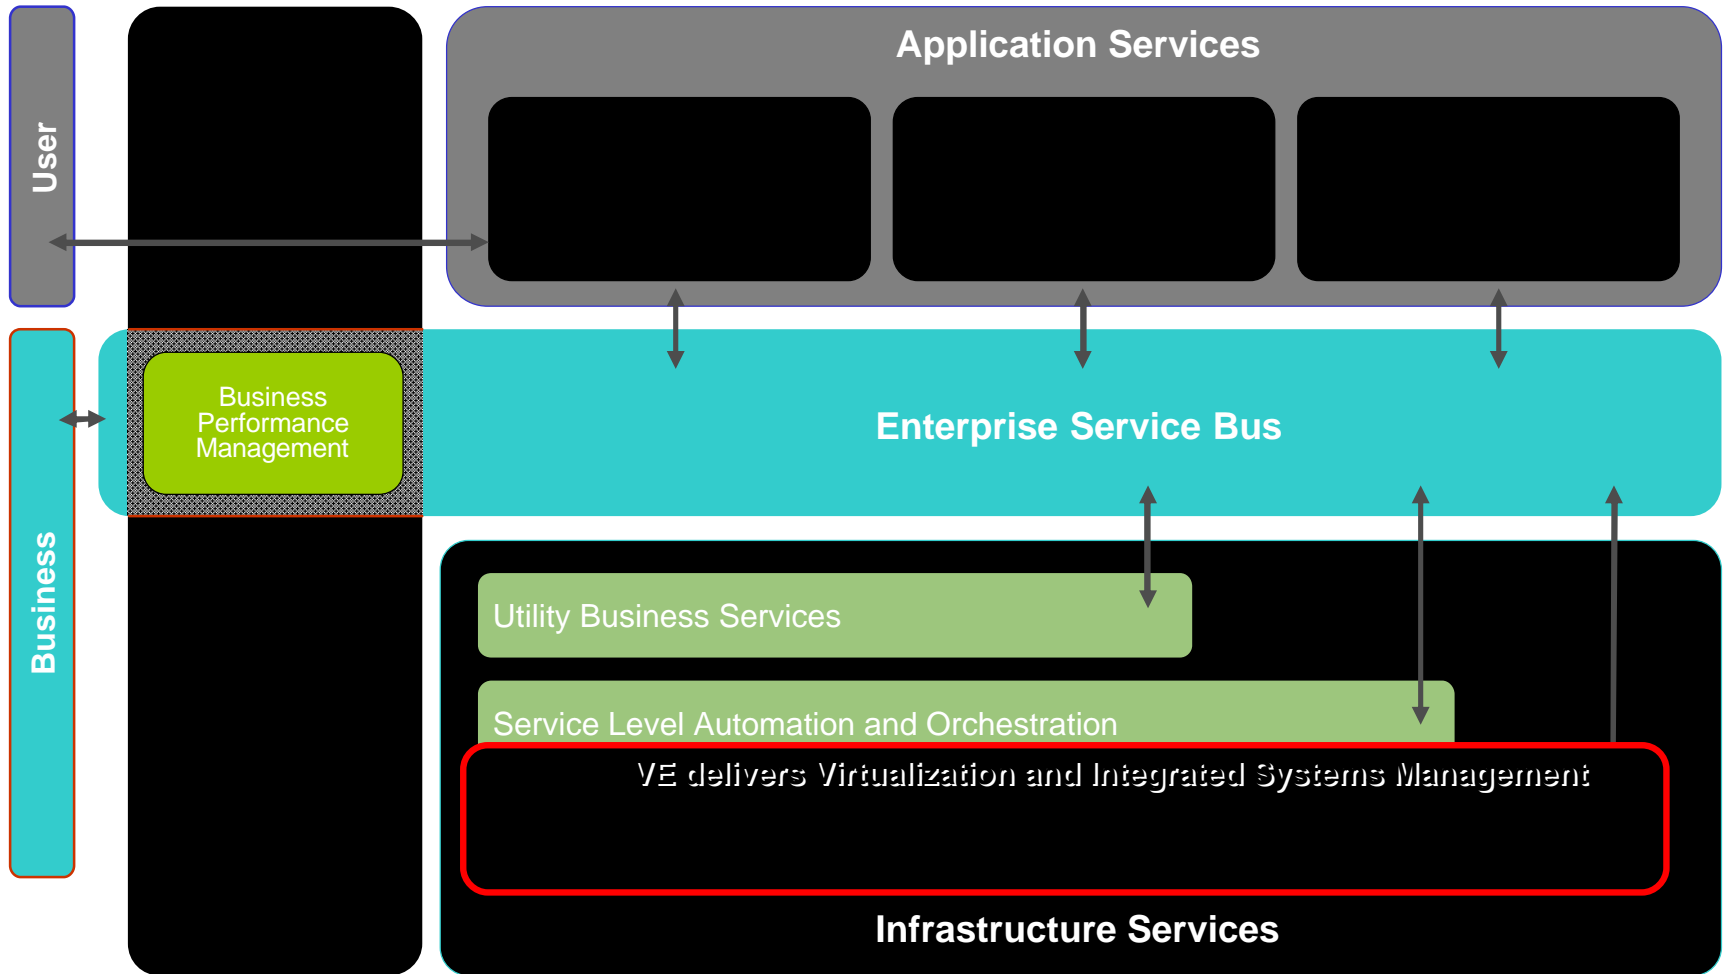 User
Application Services
Business
Business
Performance
Management
Enterprise Service Bus
Utility Business Services
Service Level Automation and Orchestration
VE delivers Virtualization and Integrated Systems Management
Infrastructure Services